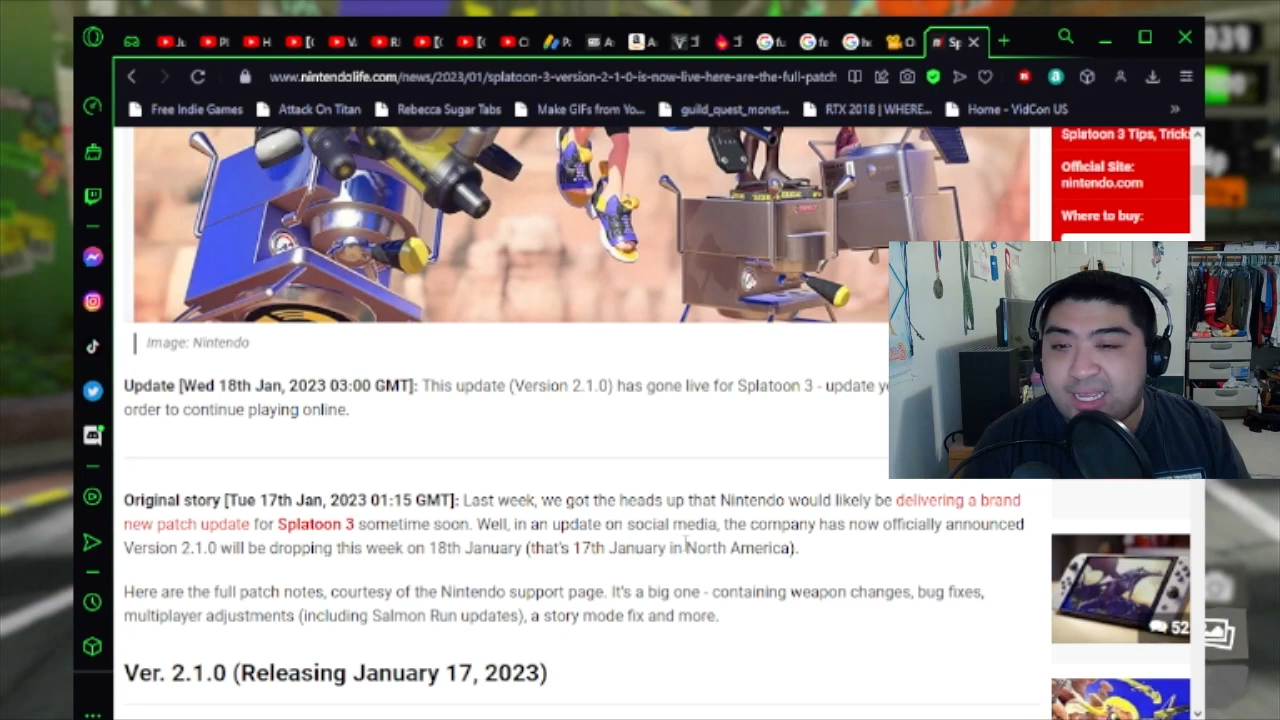 www.nintendolife.com/news/2023/01/splatoon-3-version-2-1-0-is-now-live-here-are-the-full-patch
Free Indie Games
Attack On Titan
Rebecca Sugar Tabs
Make GIFs from Yo...
guild_quest_monst...
RTX 2018 | WHERE...
Home - VidCon US
Splatoon 3 Tips, Tricks
Official Site:
nintendo.com
Where to buy:
Image: Nintendo
Update [Wed 18th Jan, 2023 03:00 GMT]: This update (Version 2.1.0) has gone live for Splatoon 3 - update
order to continue playing online.
Original story [Tue 17th Jan, 2023 01:15 GMT]: Last week, we got the heads up that Nintendo would likely be delivering a brand
new patch update for Splatoon 3 sometime soon. Well, in an update on social media, the company has now officially announced
Version 2.1.0 will be dropping this week on 18th January (that's 17th January in North America).
Here are the full patch notes, courtesy of the Nintendo support page. It's a big one - containing weapon changes, bug fixes,
multiplayer adjustments (including Salmon Run updates), a story mode fix and more.
52
Ver. 2.1.0 (Releasing January 17, 2023)